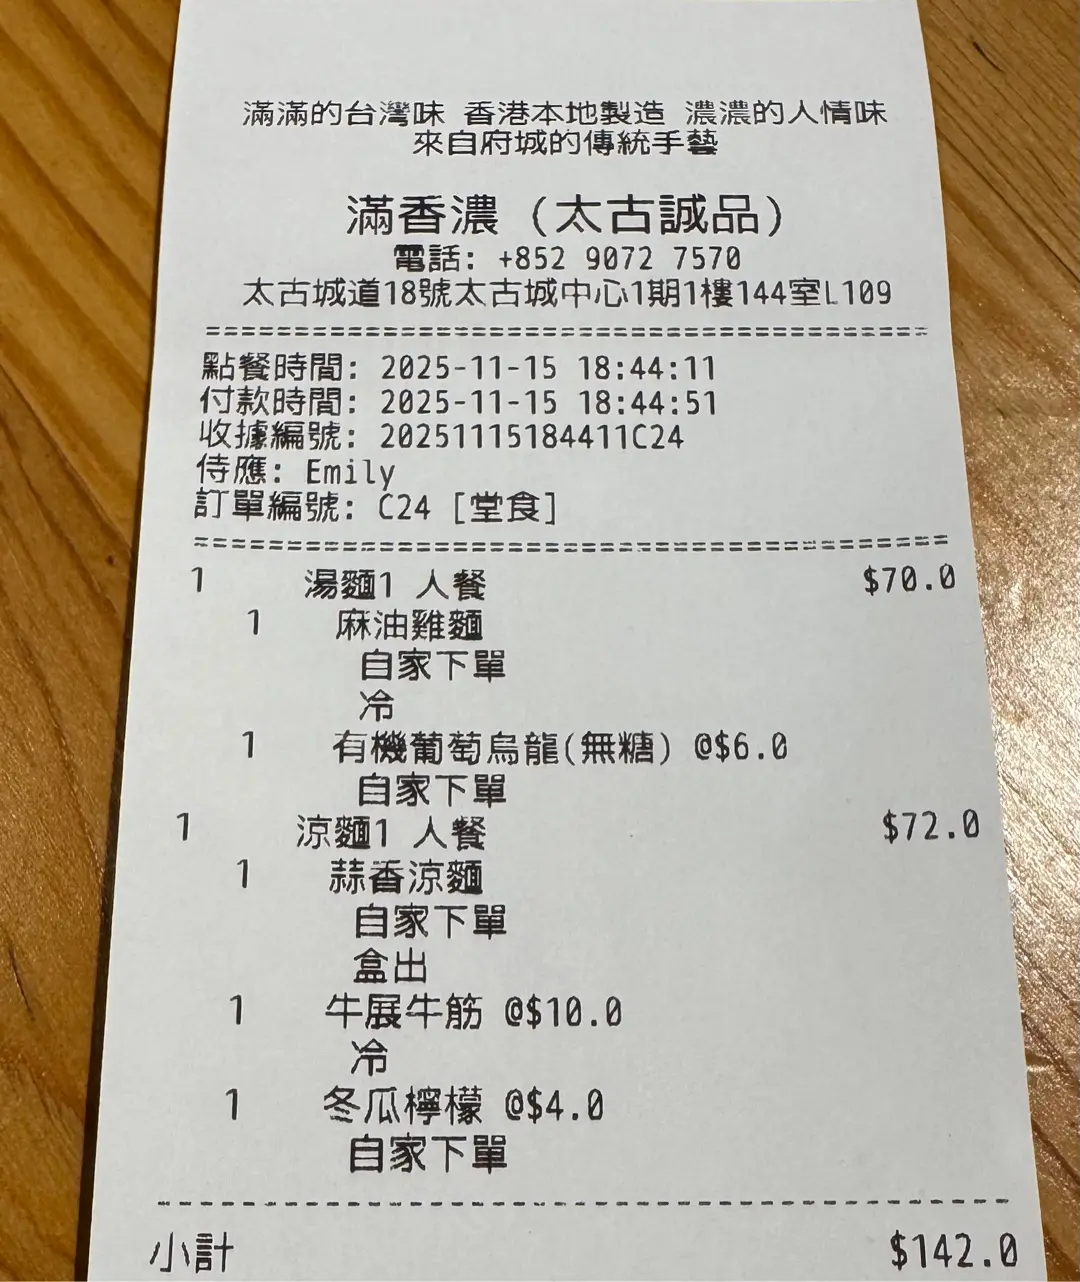 滿滿的台灣味 香港本地製造 濃濃的人情味
來自府城的傳統手藝
滿香濃 (太古誠品)
電話: +852 9072 7570
太古城道18號太古城中心1期1樓144室L109
點餐時間: 2025-11-15 18:44:11
付款時間: 2025-11-15 18:44:51
收據編號: 20251115184411C24
侍應: Emily
訂單編號: C24 [堂食]
1 湯麵1 人餐 $70.0
1 麻油雞麵
自家下單
冷
1 有機葡萄烏龍(無糖) @$6.0
自家下單
1 涼麵1 人餐 $72.0
1 蒜香涼麵
自家下單
盒出
1 牛展牛筋 @$10.0
冷
1 冬瓜檸檬 @$4.0
自家下單
小計 $142.0